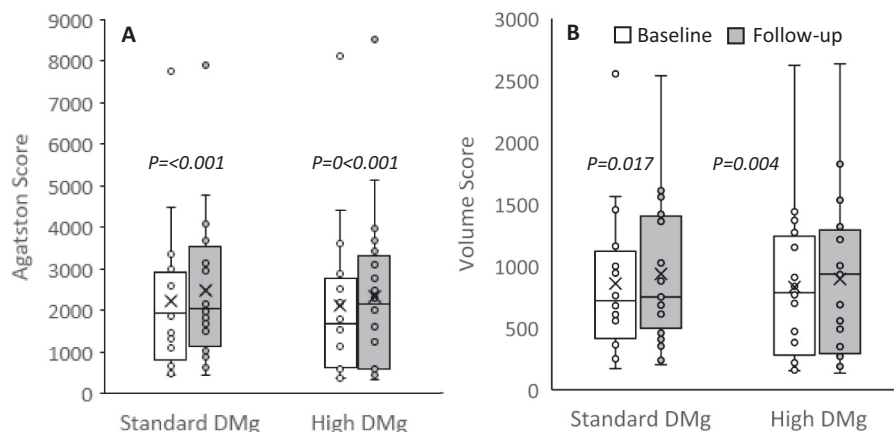 A
Agatston Score
9000
8000
7000
6000
5000
4000
3000
2000
1000
0
P=<0.001
P=0<0.001
Standard DMg
High DMg
B
Baseline
Follow-up
Volume Score
3000
2500
2000
1500
1000
500
0
P=0.017
P=0.004
Standard DMg
High DMg